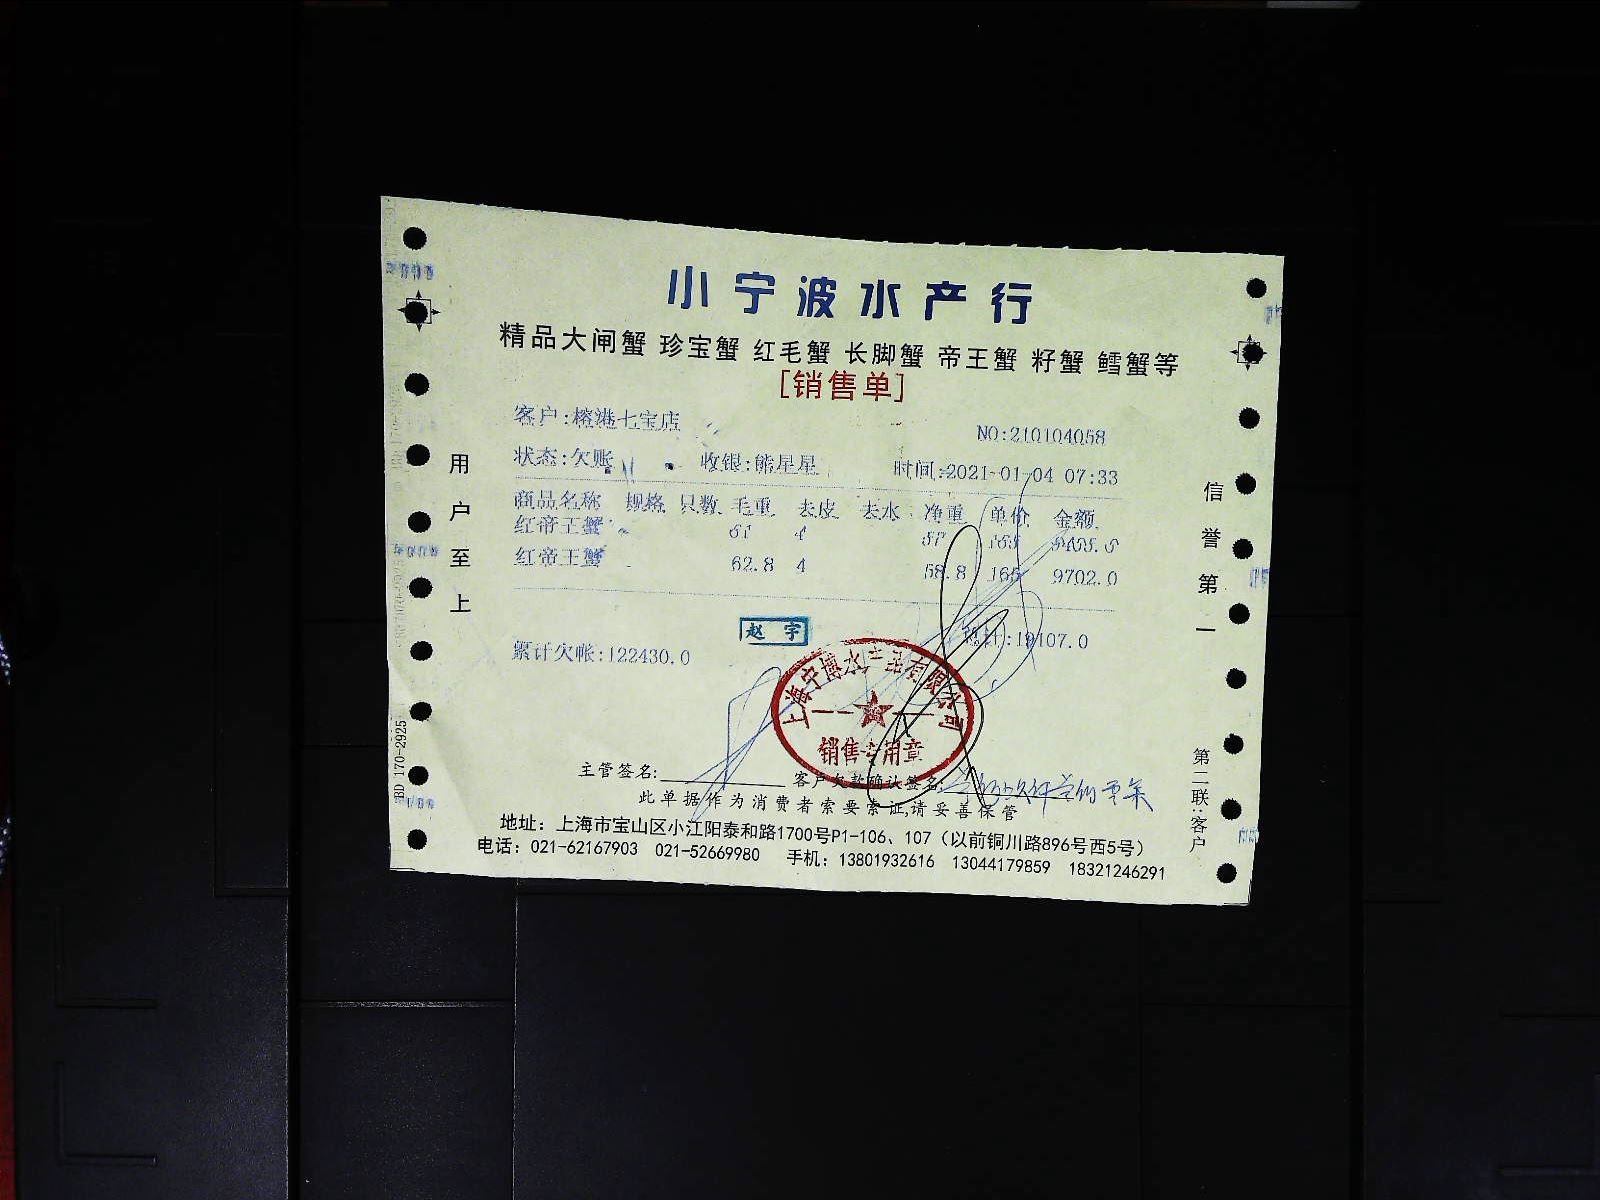 小宁波水产行
精品大闸蟹 珍宝蟹 红毛蟹 长脚蟹 帝王蟹 籽蟹 鳕蟹等
[销售单]
客户:榕港七宝店
NO:210104058
状态:欠账 收银:熊星星 时间:2021-01-04 07:33
商品名称 规格 只数 毛重 去皮 去水 净重 单价 金额
红帝王蟹 61 4 57 165
红帝王蟹 62.8 4 58.8 165 9702.0
赵宇
累计欠帐:122430.0 总计:19107.0
上海宁博水产品有限公司
销售专用章
主管签名: 客户欠款确认签名:
此单据作为消费者索要索证,请妥善保管
地址：上海市宝山区小江阳泰和路1700号P1-106、107（以前铜川路896号西5号）
电话：021-62167903 021-52669980 手机：13801932616 13044179859 18321246291
用户至上
信誉第一
第二联:客户
BD 170-2925